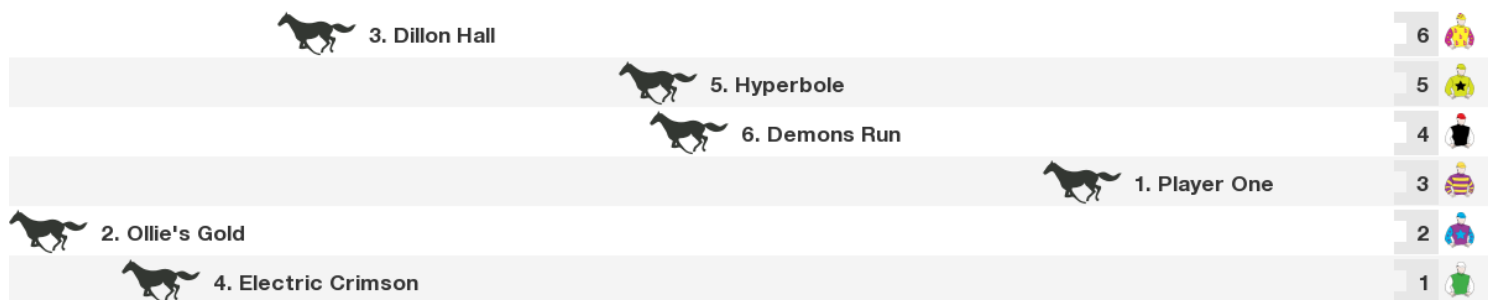 3. Dillon Hall 6
5. Hyperbole 5
6. Demons Run 4
1. Player One 3
2. Ollie's Gold 2
4. Electric Crimson 1